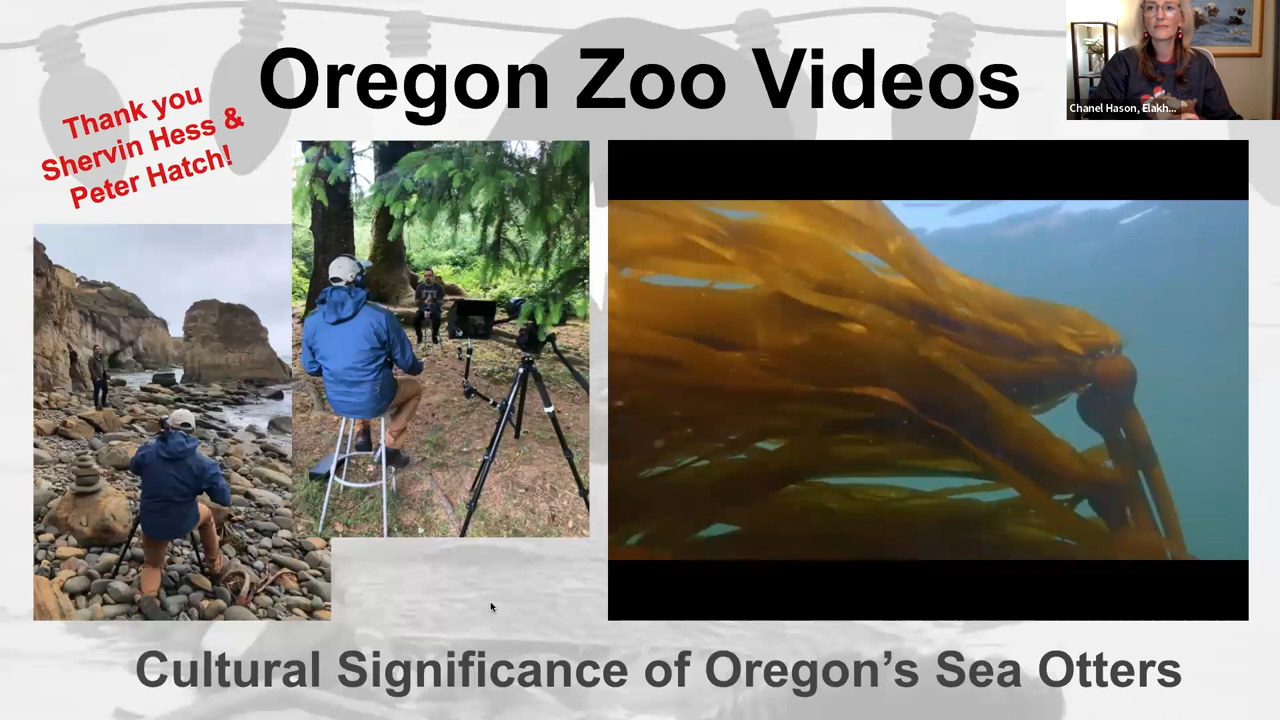 Oregon Zoo Videos
Thank you
Shervin Hess &
Peter Hatch!
Chanel Hason, Elakh...
Cultural Significance of Oregon’s Sea Otters